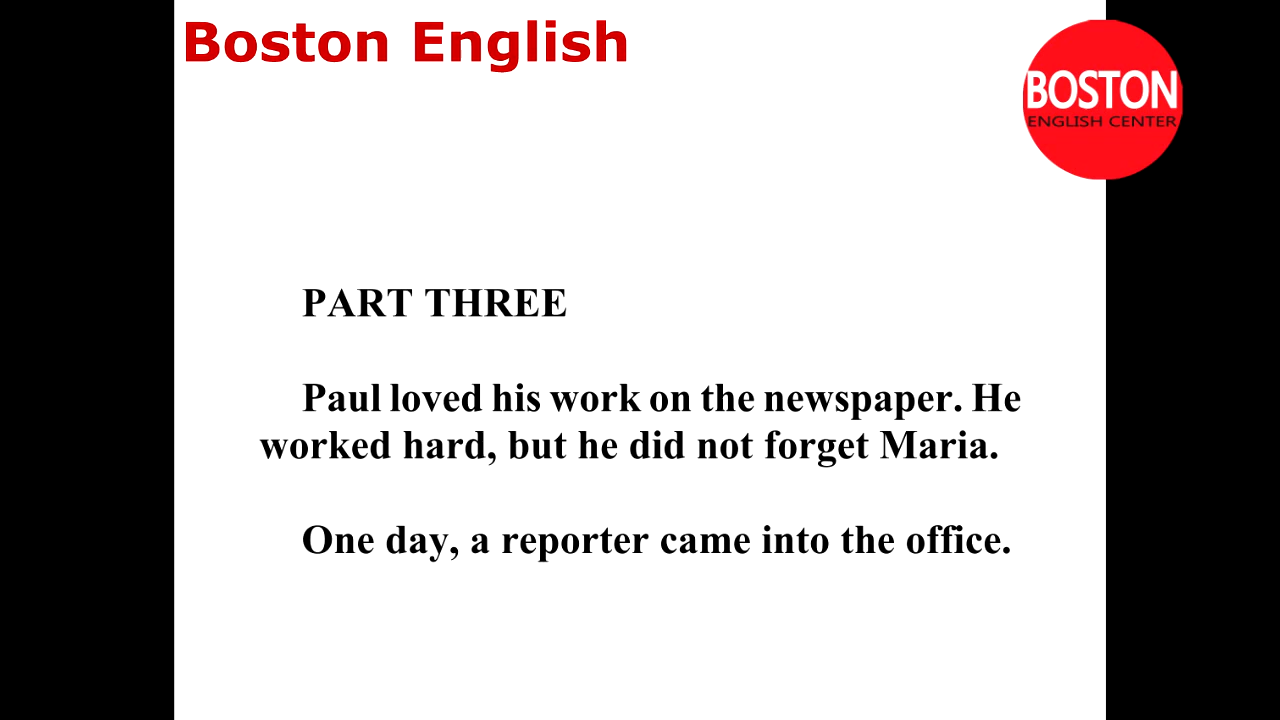 Boston English
BOSTON
ENGLISH CENTER
PART THREE
Paul loved his work on the newspaper. He
worked hard, but he did not forget Maria.
One day, a reporter came into the office.